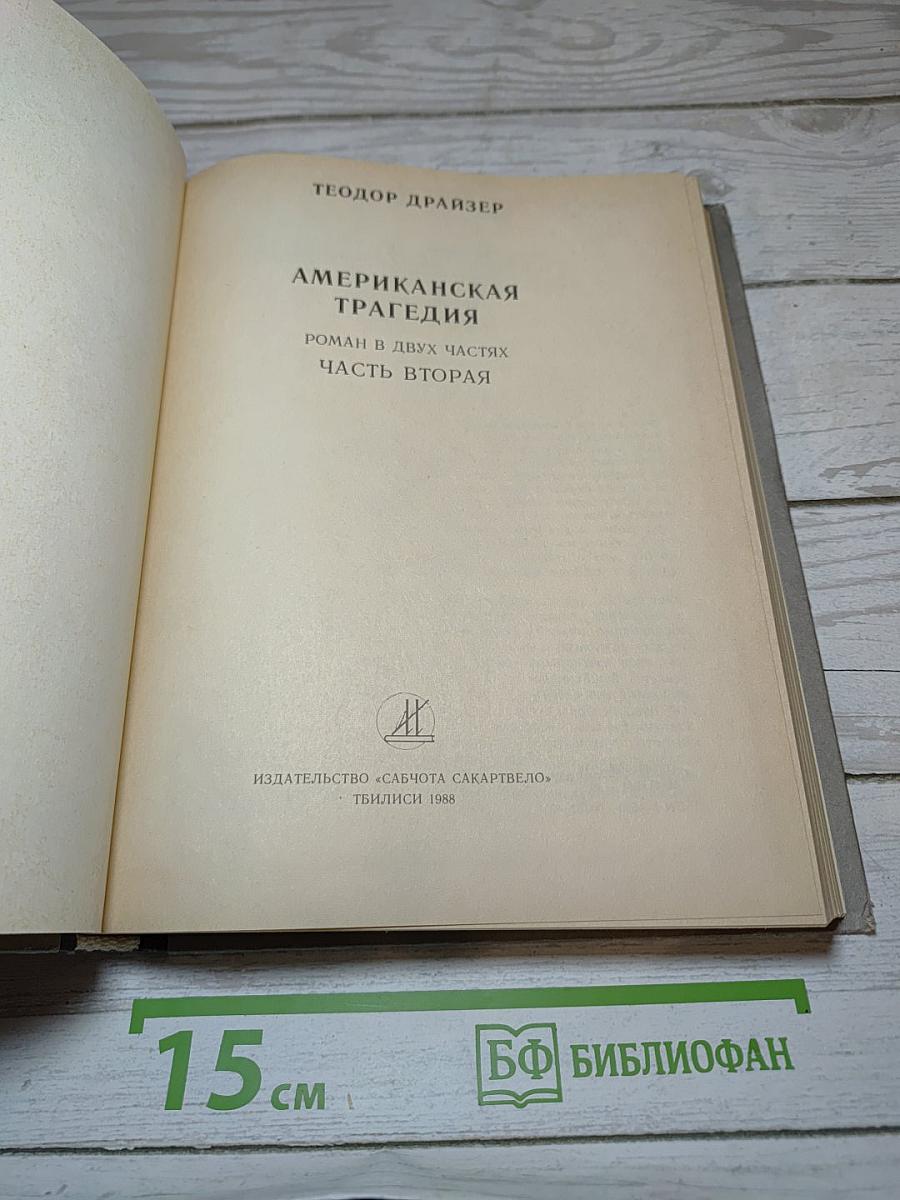 ТЕОДОР ДРАЙЗЕР
АМЕРИКАНСКАЯ
ТРАГЕДИЯ
РОМАН В ДВУХ ЧАСТЯХ
ЧАСТЬ ВТОРАЯ
ИЗДАТЕЛЬСТВО «САБЧОТА САКАРТВЕЛО»
ТБИЛИСИ 1988
15 см
БФ БИБЛИОФАН